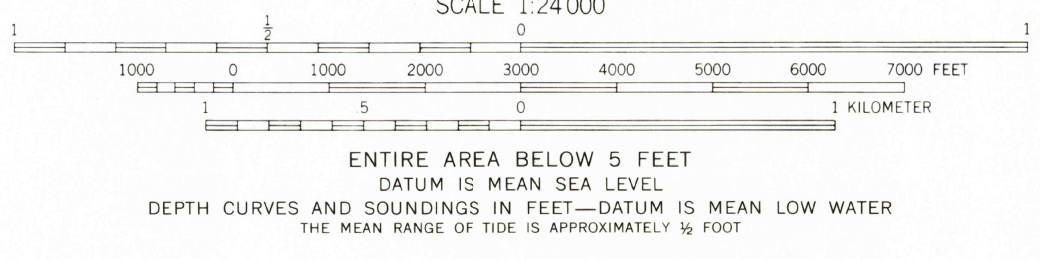 SCALE 1:24000
1 ½ 0 1
1000 0 1000 2000 3000 4000 5000 6000 7000 FEET
1 .5 0 1 KILOMETER
ENTIRE AREA BELOW 5 FEET
DATUM IS MEAN SEA LEVEL
DEPTH CURVES AND SOUNDINGS IN FEET—DATUM IS MEAN LOW WATER
THE MEAN RANGE OF TIDE IS APPROXIMATELY ½ FOOT